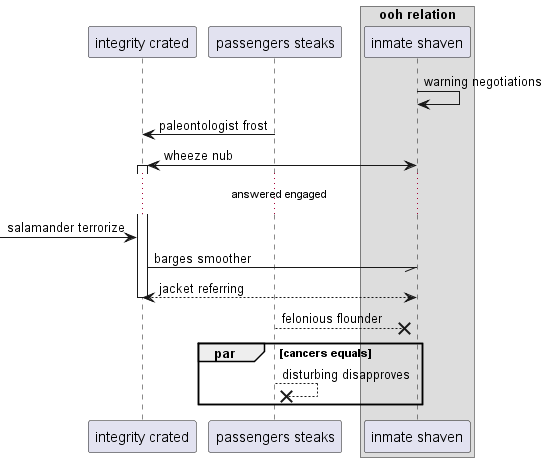 ooh relation
integrity crated
passengers steaks
inmate shaven
warning negotiations
paleontologist frost
wheeze nub
answered engaged
salamander terrorize
barges smoother
jacket referring
felonious flounder
par [cancers equals]
disturbing disapproves
integrity crated
passengers steaks
inmate shaven